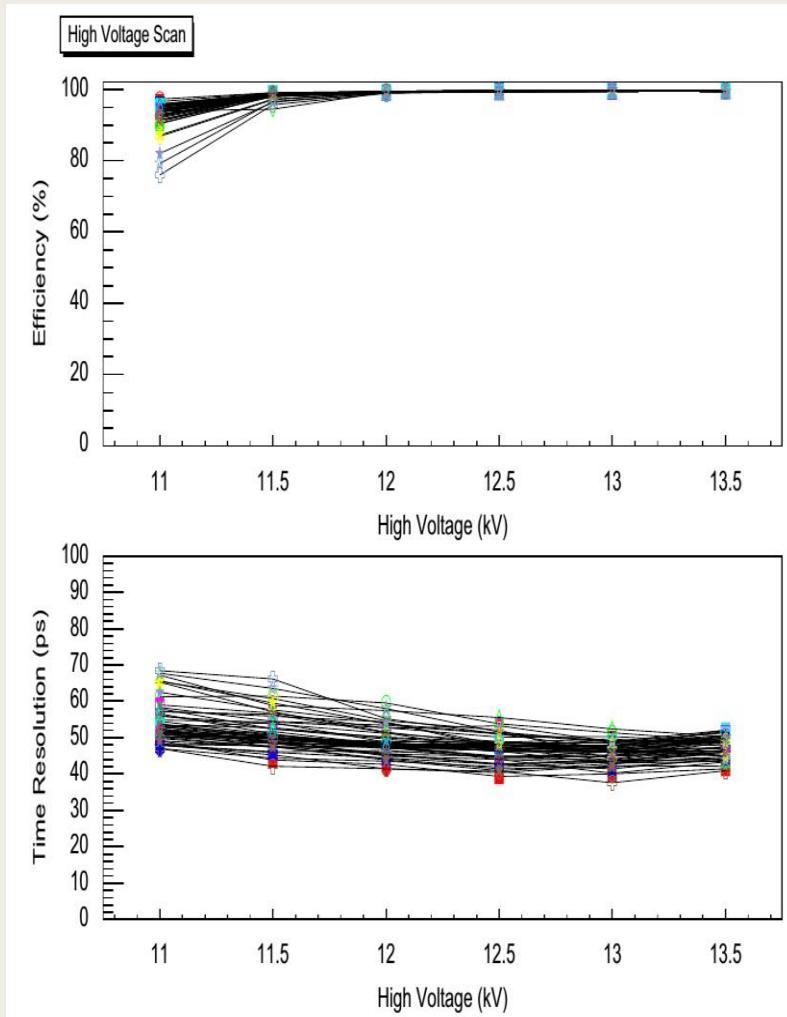 High Voltage Scan
100
80
60
40
20
0
Efficiency (%)
11 11.5 12 12.5 13 13.5
High Voltage (kV)
100
90
80
70
60
50
40
30
20
10
0
Time Resolution (ps)
11 11.5 12 12.5 13 13.5
High Voltage (kV)